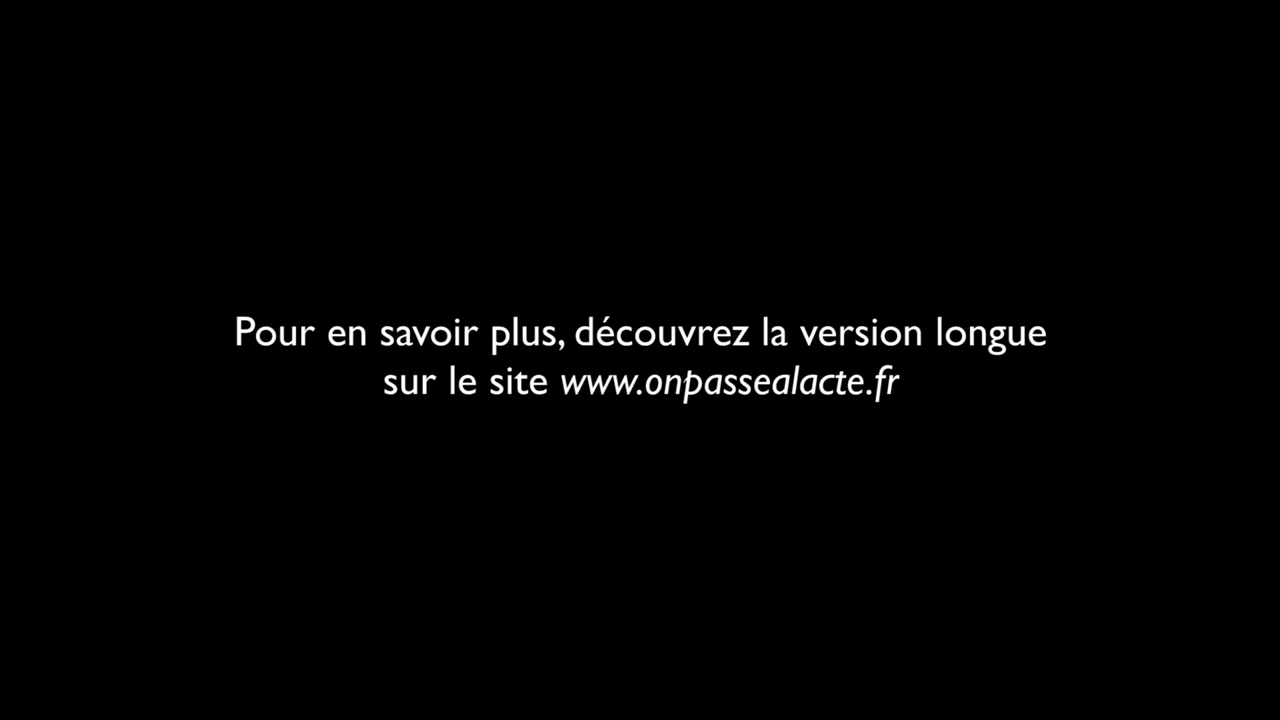 Pour en savoir plus, découvrez la version longue
sur le site www.onpassealacte.fr